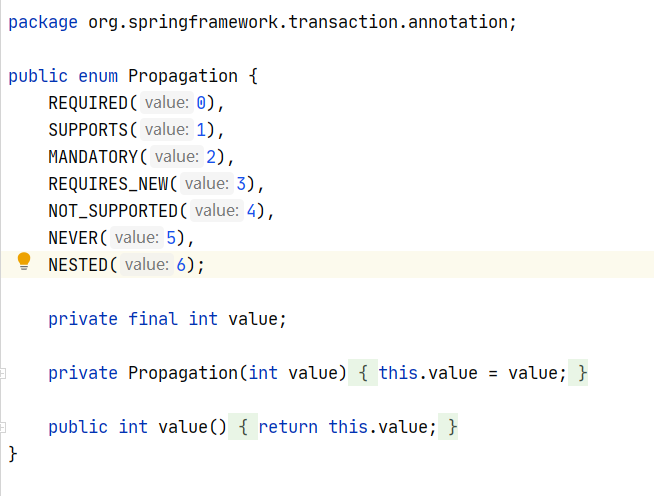 package org.springframework.transaction.annotation;
public enum Propagation {
REQUIRED( value: 0),
SUPPORTS( value: 1),
MANDATORY( value: 2),
REQUIRES_NEW( value: 3),
NOT_SUPPORTED( value: 4),
NEVER( value: 5),
NESTED( value: 6);
private final int value;
private Propagation(int value) { this.value = value; }
public int value() { return this.value; }
}